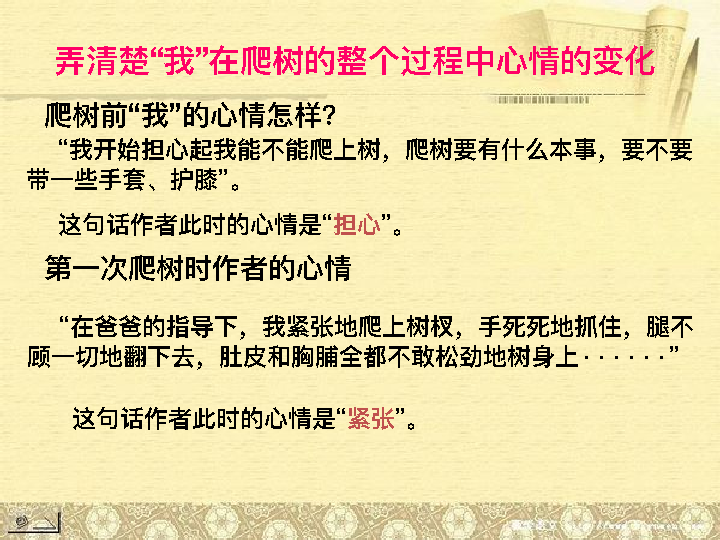 弄清楚“我”在爬树的整个过程中心情的变化
爬树前“我”的心情怎样?
“我开始担心起我能不能爬上树，爬树要有什么本事，要不要
带一些手套、护膝”。
这句话作者此时的心情是“担心”。
第一次爬树时作者的心情
“在爸爸的指导下，我紧张地爬上树杈，手死死地抓住，腿不
顾一切地翻下去，肚皮和胸脯全都不敢松劲地树身上······”
这句话作者此时的心情是“紧张”。